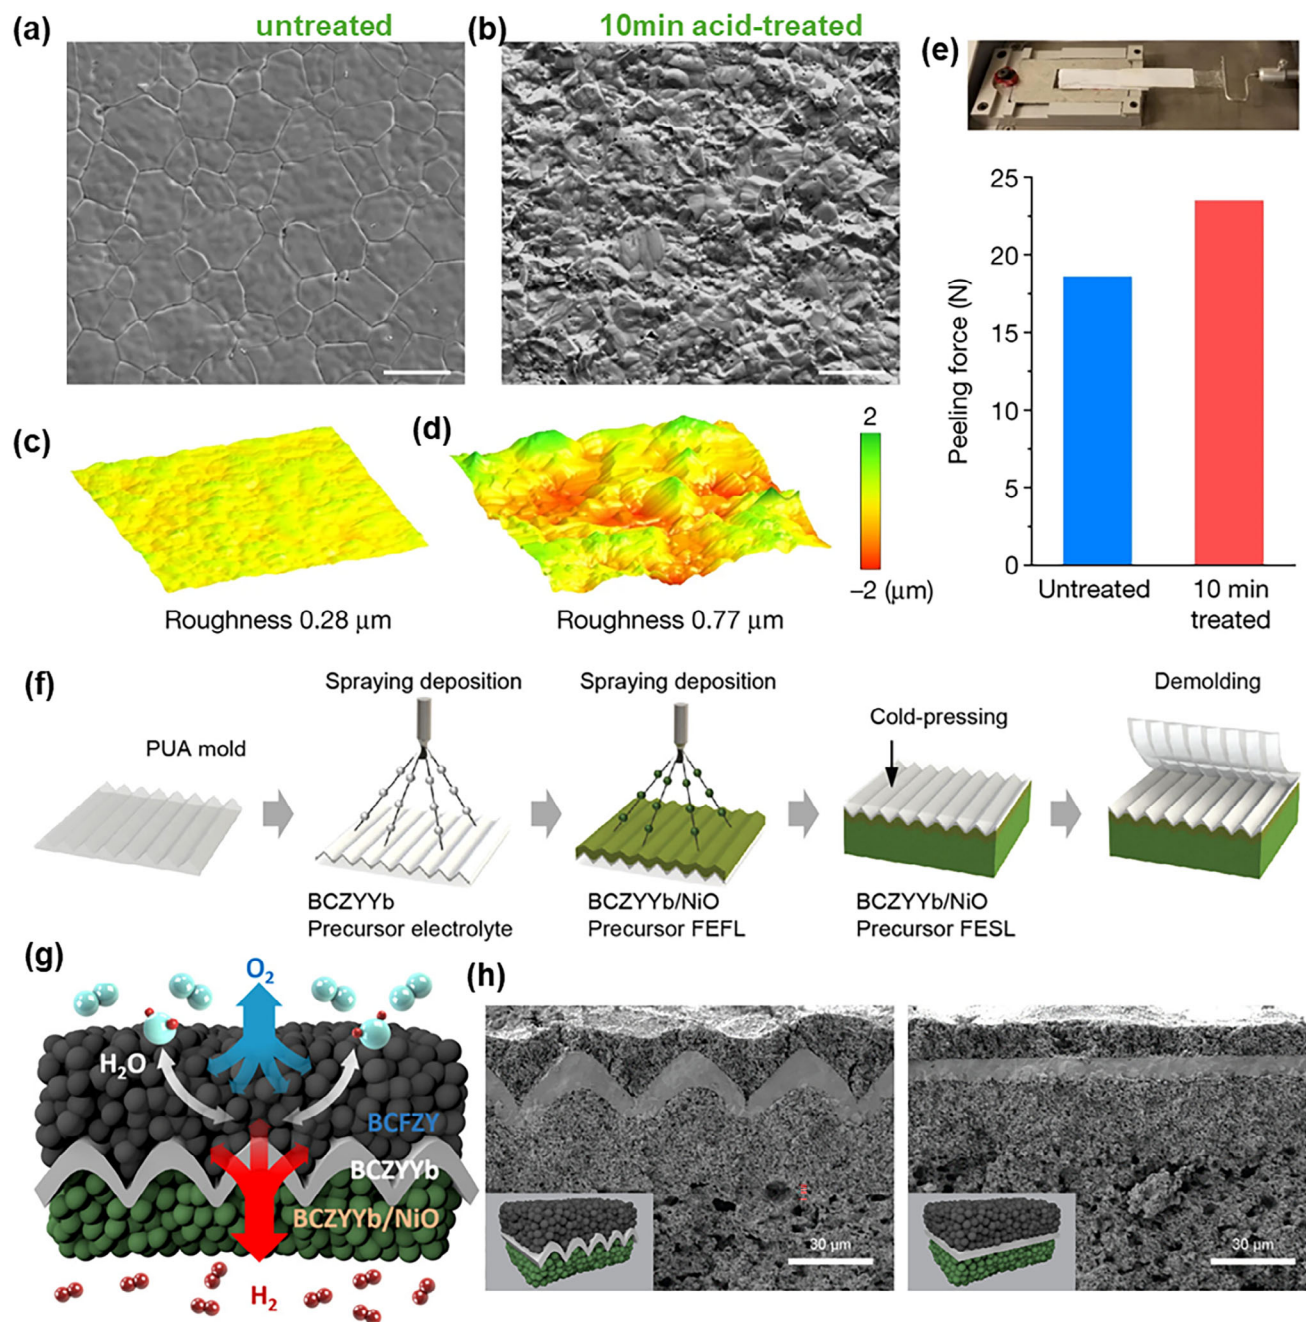 (a)
untreated
(b)
10min acid-treated
(c)
Roughness 0.28 μm
(d)
Roughness 0.77 μm
2
−2 (μm)
(e)
Peeling force (N)
25
20
15
10
5
0
Untreated
10 min
treated
(f)
PUA mold
Spraying deposition
BCZYYb
Precursor electrolyte
Spraying deposition
BCZYYb/NiO
Precursor FEFL
Cold-pressing
BCZYYb/NiO
Precursor FESL
Demolding
(g)
O₂
H₂O
BCFZY
BCZYYb
BCZYYb/NiO
H₂
(h)
30 μm
30 μm